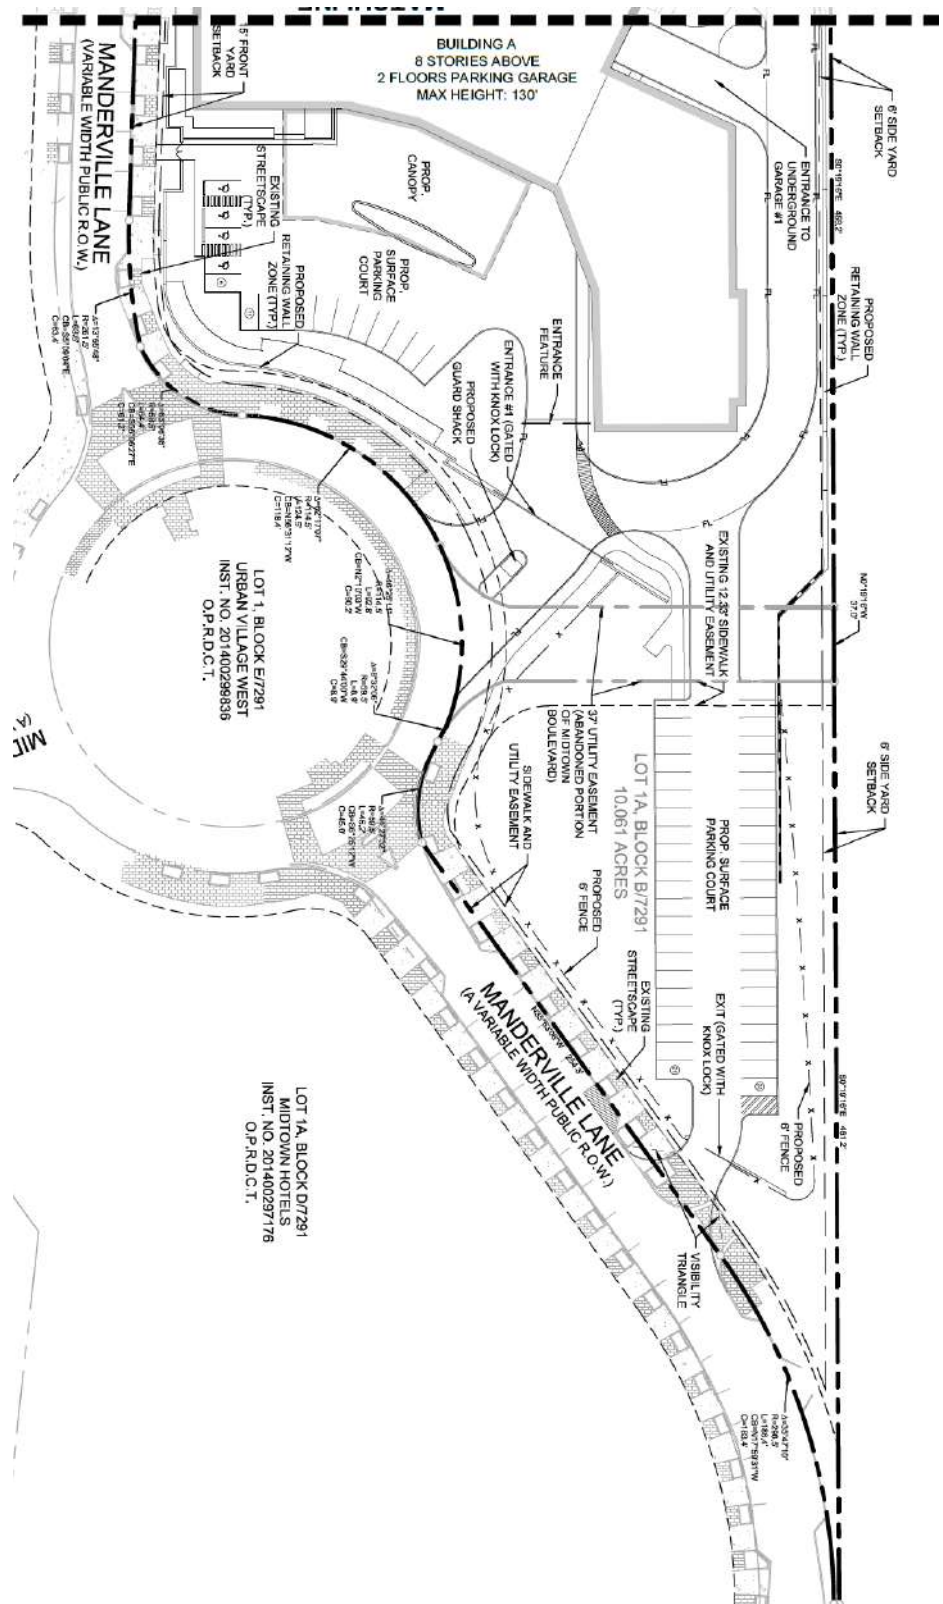 BUILDING A
8 STORIES ABOVE
2 FLOORS PARKING GARAGE
MAX HEIGHT: 130'
6' SIDE YARD
SETBACK
ENTRANCE TO
UNDERGROUND
GARAGE #1
PROPOSED
RETAINING WALL
ZONE (TYP.)
15' FRONT
YARD
SETBACK
MANDERVILLE LANE
(VARIABLE WIDTH PUBLIC R.O.W.)
EXISTING
STREETSCAPE
(TYP.)
PROPOSED
RETAINING WALL
ZONE (TYP.)
PROP.
CANOPY
PROP.
SURFACE
PARKING
COURT
ENTRANCE
FEATURE
ENTRANCE #1 (GATED
WITH KNOX LOCK)
PROPOSED
GUARD SHACK
EXISTING 12.33' SIDEWALK
AND UTILITY EASEMENT
37' UTILITY EASEMENT
(ABANDONED PORTION
OF MIDTOWN
BOULEVARD)
LOT 1, BLOCK E/7291
URBAN VILLAGE WEST
INST. NO. 201400299836
O.P.R.D.C.T.
SIDEWALK AND
UTILITY EASEMENT
LOT 1A, BLOCK B/7291
10.061 ACRES
PROP. SURFACE
PARKING COURT
6' SIDE YARD
SETBACK
PROPOSED
6' FENCE
EXISTING
STREETSCAPE
(TYP.)
EXIT (GATED WITH
KNOX LOCK)
PROPOSED
6' FENCE
MANDERVILLE LANE
(A VARIABLE WIDTH PUBLIC R.O.W.)
VISIBILITY
TRIANGLE
LOT 1A, BLOCK D/7291
MIDTOWN HOTELS
INST. NO. 201400297176
O.P.R.D.C.T.